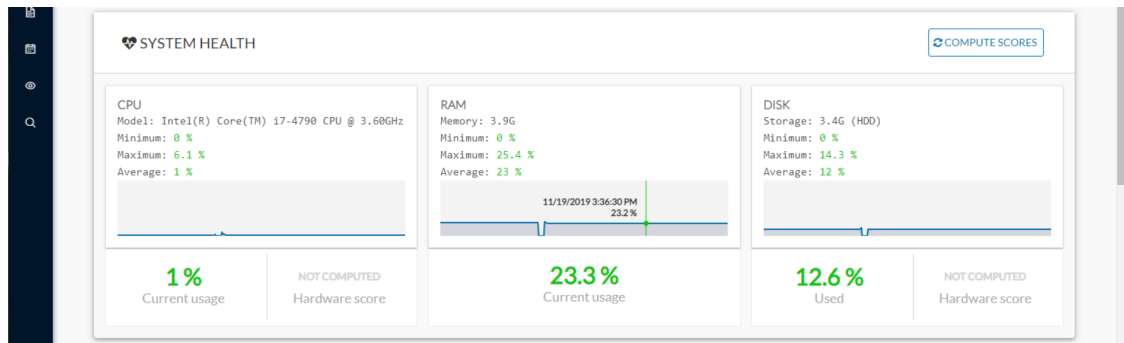 SYSTEM HEALTH
COMPUTE SCORES
CPU
Model: Intel(R) Core(TM) i7-4790 CPU @ 3.60GHz
Minimum: 0 %
Maximum: 6.1 %
Average: 1 %
1 %
Current usage
NOT COMPUTED
Hardware score
RAM
Memory: 3.9G
Minimum: 0 %
Maximum: 25.4 %
Average: 23 %
11/19/2019 3:36:30 PM
23.2 %
23.3 %
Current usage
DISK
Storage: 3.4G (HDD)
Minimum: 0 %
Maximum: 14.3 %
Average: 12 %
12.6 %
Used
NOT COMPUTED
Hardware score